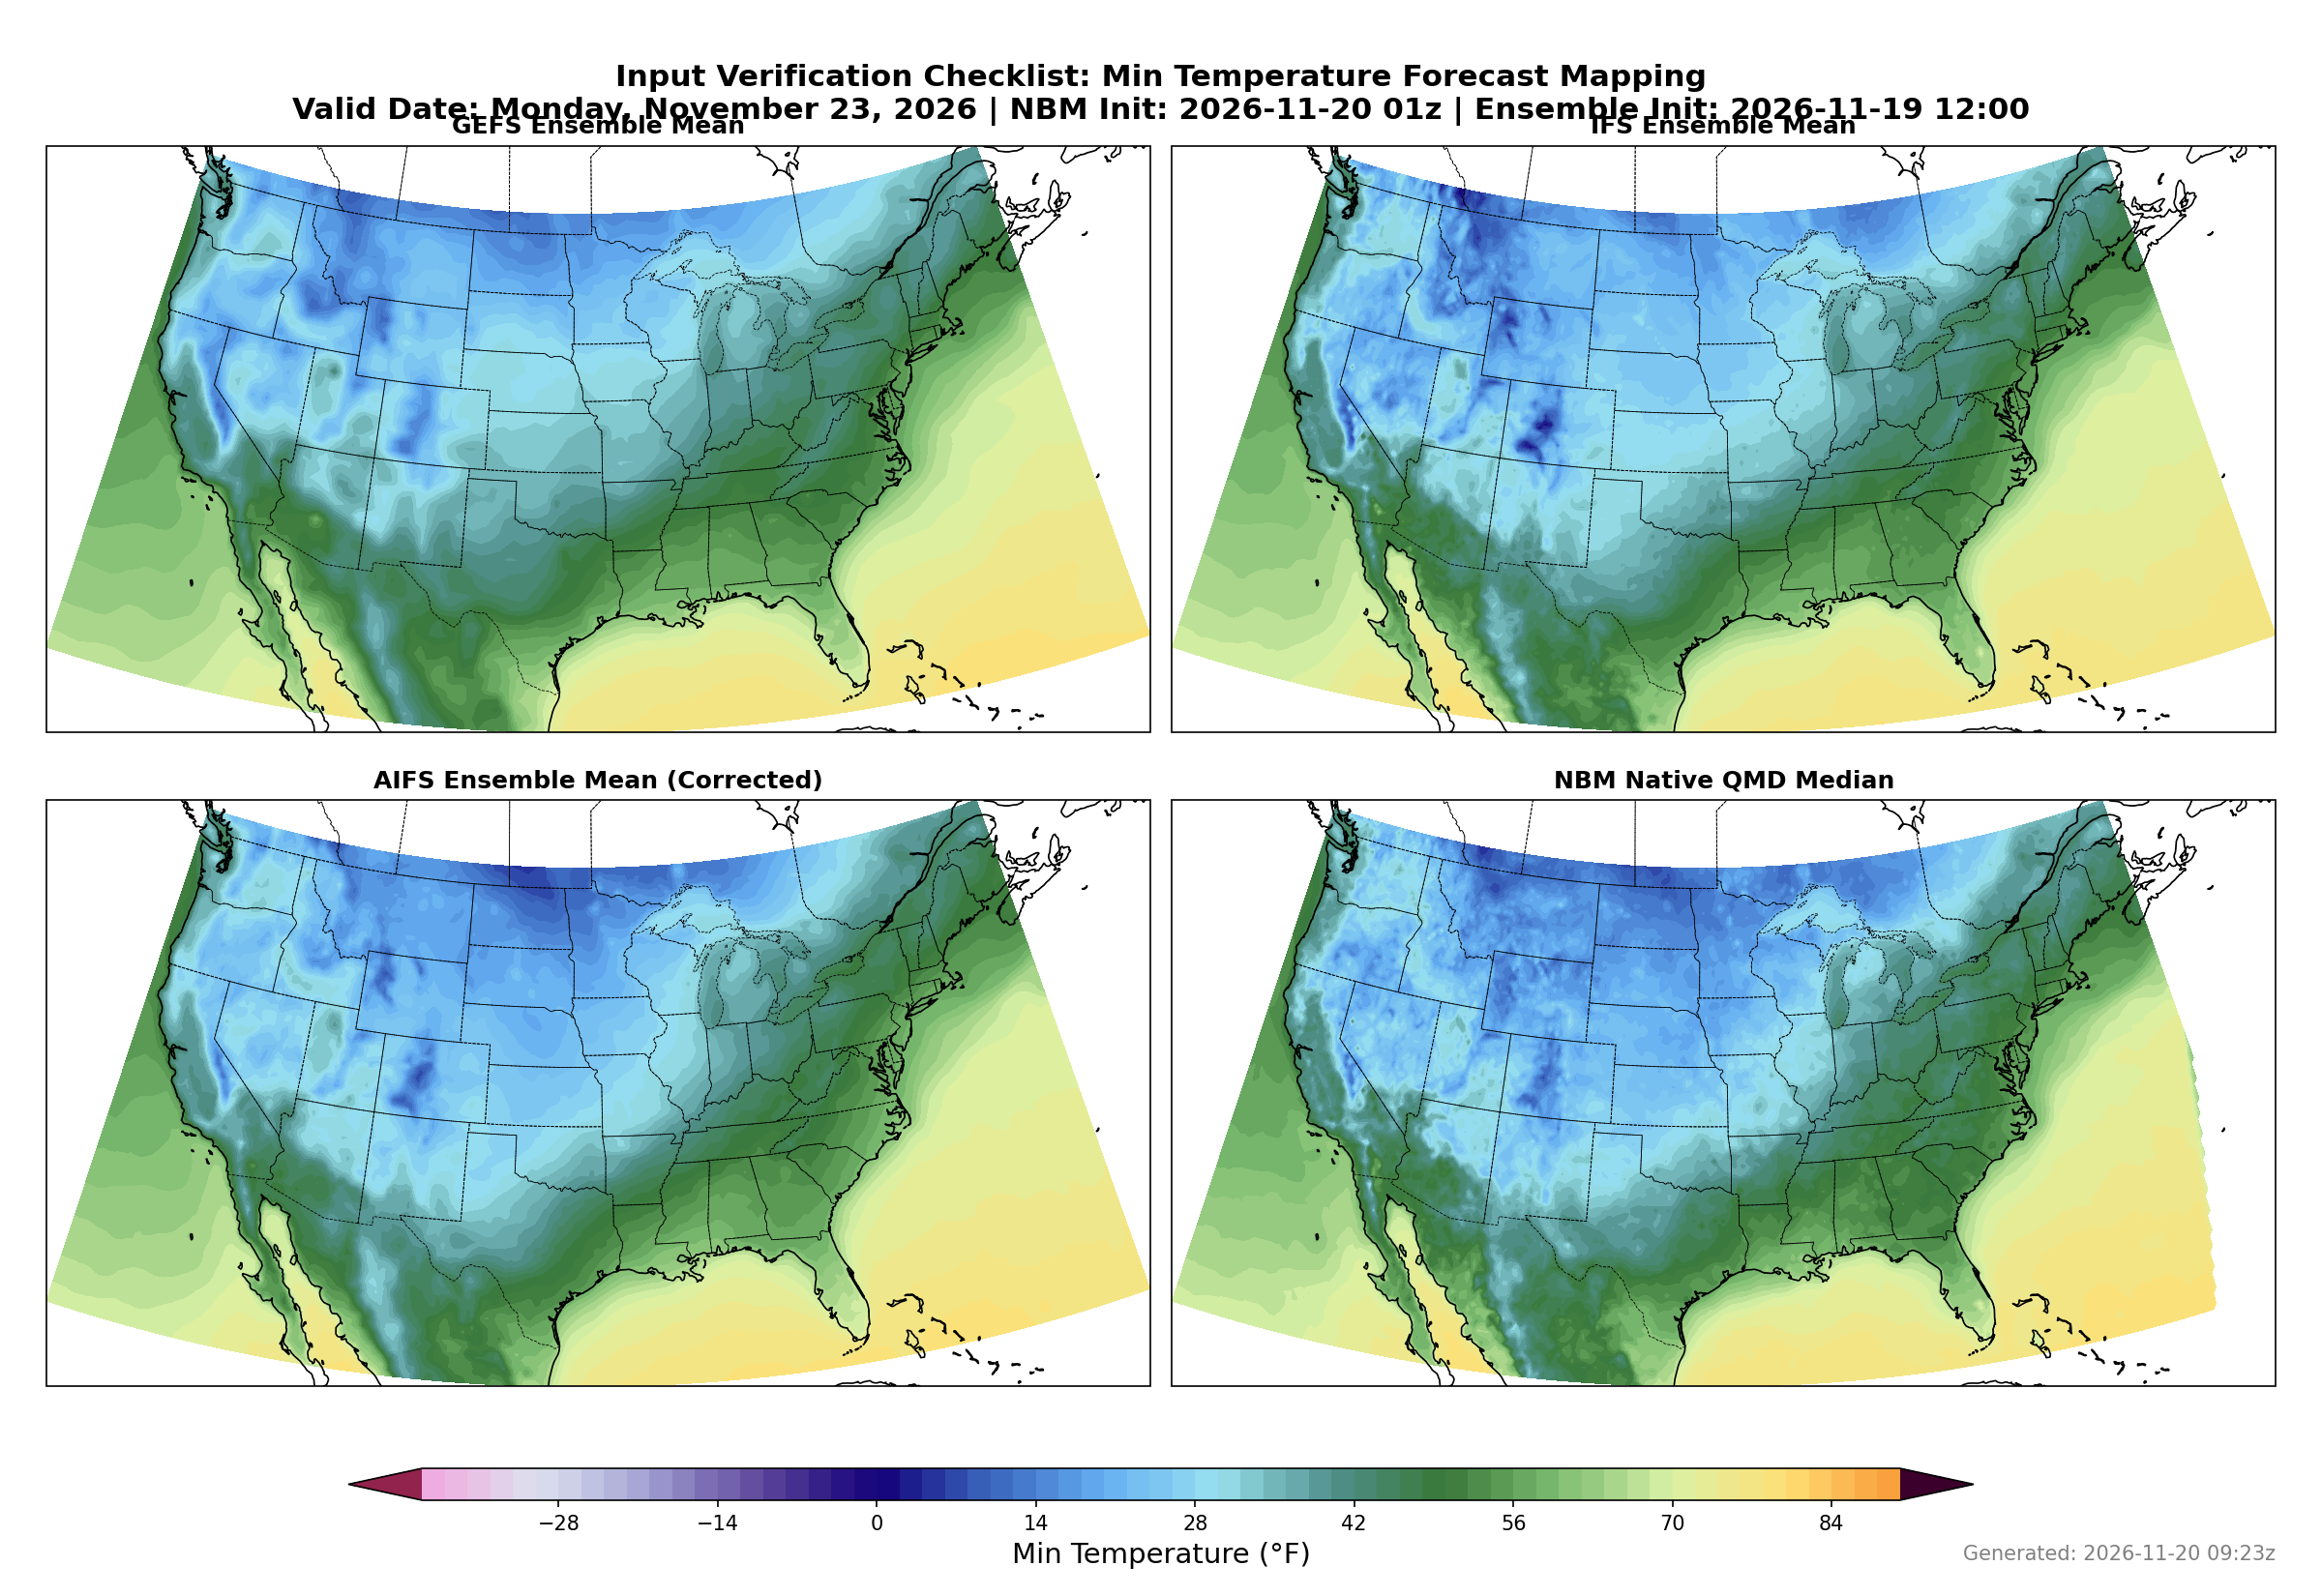 Input Verification Checklist: Min Temperature Forecast Mapping
Valid Date: Monday, November 23, 2026 | NBM Init: 2026-11-20 01z | Ensemble Init: 2026-11-19 12:00
GEFS Ensemble Mean
IFS Ensemble Mean
AIFS Ensemble Mean (Corrected)
NBM Native QMD Median
−28 −14 0 14 28 42 56 70 84
Min Temperature (°F)
Generated: 2026-11-20 09:23z